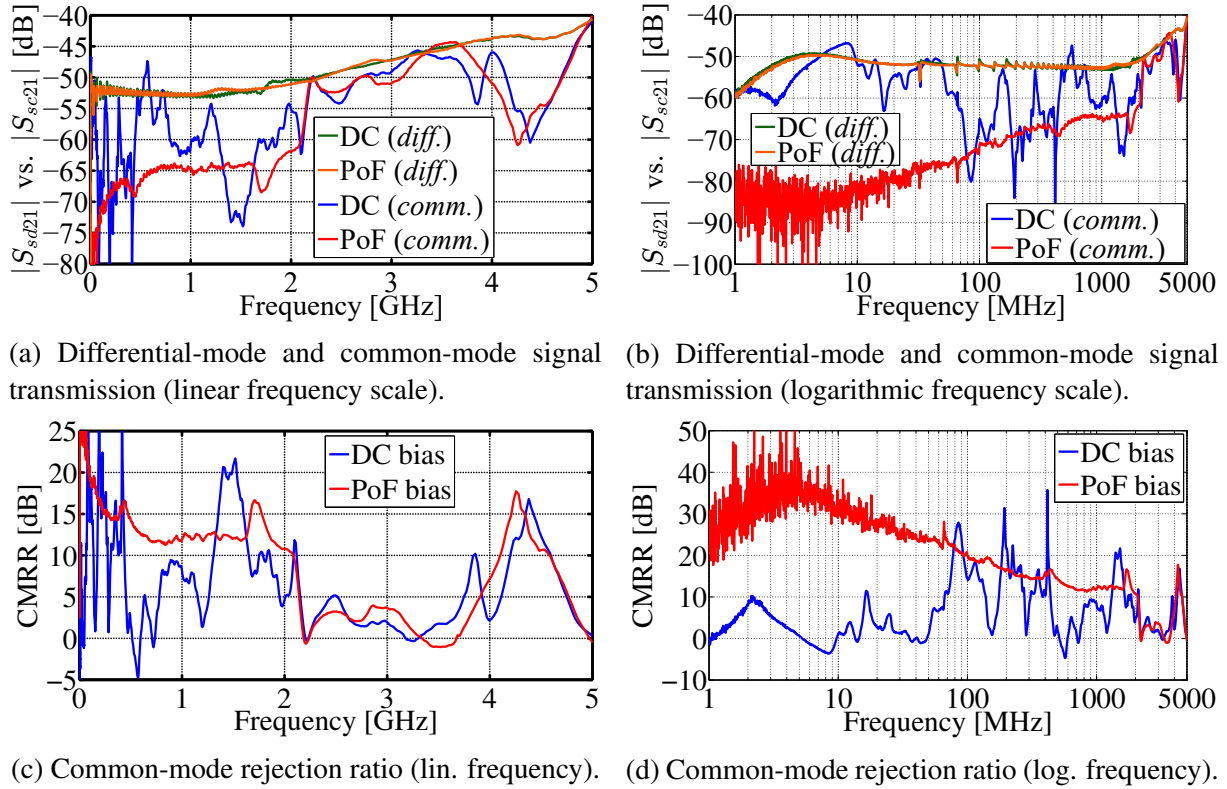 |S_sd21| vs. |S_sc21| [dB]
−40
−45
−50
−55
−60
−65
−70
−75
−80
0
1
2
3
4
5
Frequency [GHz]
DC (diff.)
PoF (diff.)
DC (comm.)
PoF (comm.)
(a) Differential-mode and common-mode signal
transmission (linear frequency scale).
|S_sd21| vs. |S_sc21| [dB]
−40
−50
−60
−70
−80
−90
−100
1
10
100
1000
5000
Frequency [MHz]
DC (diff.)
PoF (diff.)
DC (comm.)
PoF (comm.)
(b) Differential-mode and common-mode signal
transmission (logarithmic frequency scale).
CMRR [dB]
25
20
15
10
5
0
−5
0
1
2
3
4
5
Frequency [GHz]
DC bias
PoF bias
(c) Common-mode rejection ratio (lin. frequency).
CMRR [dB]
50
40
30
20
10
0
−10
1
10
100
1000
5000
Frequency [MHz]
DC bias
PoF bias
(d) Common-mode rejection ratio (log. frequency).